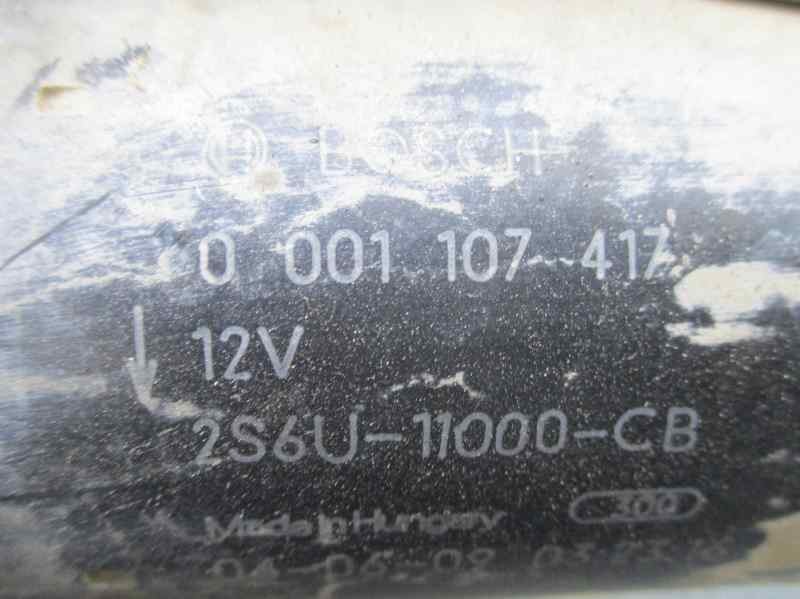 BOSCH
0 001 107 417
12V
2S6U-11000-CB
Made in Hungary 300